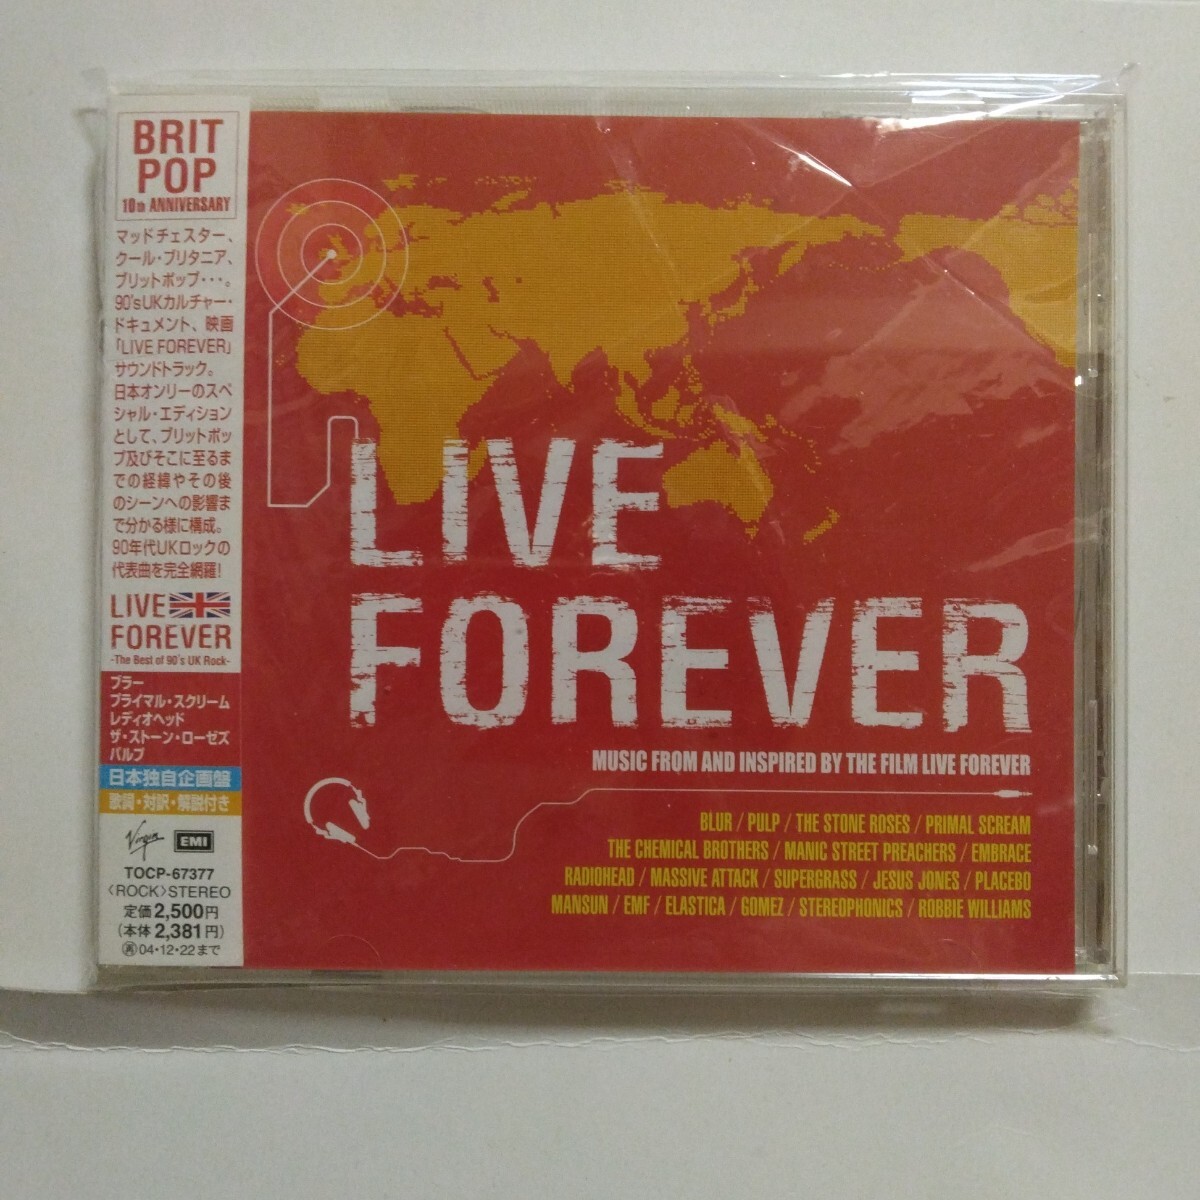 BRIT
POP
10th ANNIVERSARY
マッドチェスター、
クール・ブリタニア、
ブリットポップ・・・。
90'sUKカルチャー・
ドキュメント、映画
「LIVE FOREVER」
サウンドトラック。
日本オンリーのスペ
シャル・エディション
として、ブリットポッ
プ及びそこに至るま
での経緯やその後
のシーンへの影響ま
で分かる様に構成。
90年代UKロックの
代表曲を完全網羅!
LIVE
FOREVER
-The Best of 90's UK Rock-
ブラー
プライマル・スクリーム
レディオヘッド
ザ・ストーン・ローゼズ
パルプ
日本独自企画盤
歌詞・対訳・解説付き
Virgin EMI
TOCP-67377
〈ROCK〉STEREO
定価2,500円
(本体2,381円)
再04・12・22まで
LIVE
FOREVER
MUSIC FROM AND INSPIRED BY THE FILM LIVE FOREVER
BLUR / PULP / THE STONE ROSES / PRIMAL SCREAM
THE CHEMICAL BROTHERS / MANIC STREET PREACHERS / EMBRACE
RADIOHEAD / MASSIVE ATTACK / SUPERGRASS / JESUS JONES / PLACEBO
MANSUN / EMF / ELASTICA / GOMEZ / STEREOPHONICS / ROBBIE WILLIAMS